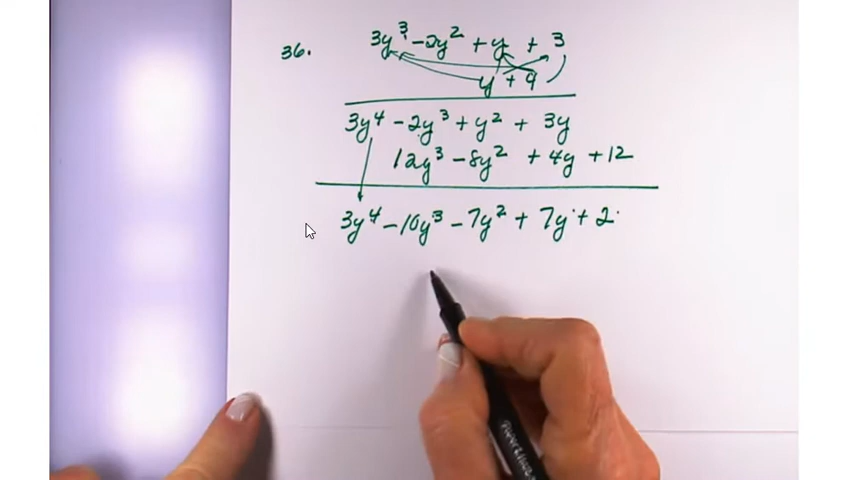 36. 3y³ - 2y² + y + 3
y + 4
3y⁴ - 2y³ + y² + 3y
12y³ - 8y² + 4y + 12
3y⁴ - 10y³ - 7y² + 7y + 2